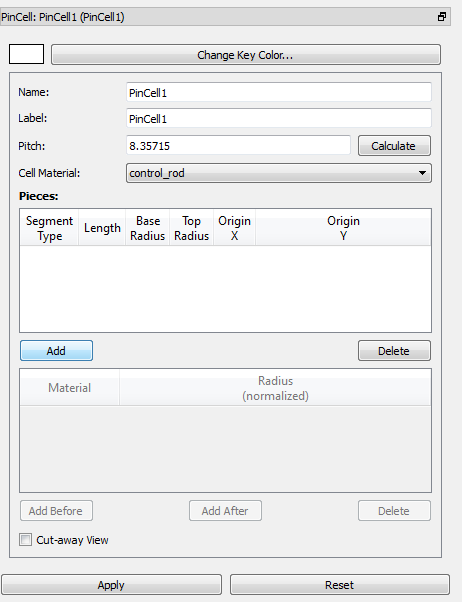 PinCell: PinCell1 (PinCell1)
Change Key Color...
Name: PinCell1
Label: PinCell1
Pitch: 8.35715 Calculate
Cell Material: control_rod
Pieces:
Segment Type Length Base Radius Top Radius Origin X Origin Y
Add Delete
Material Radius (normalized)
Add Before Add After Delete
Cut-away View
Apply Reset